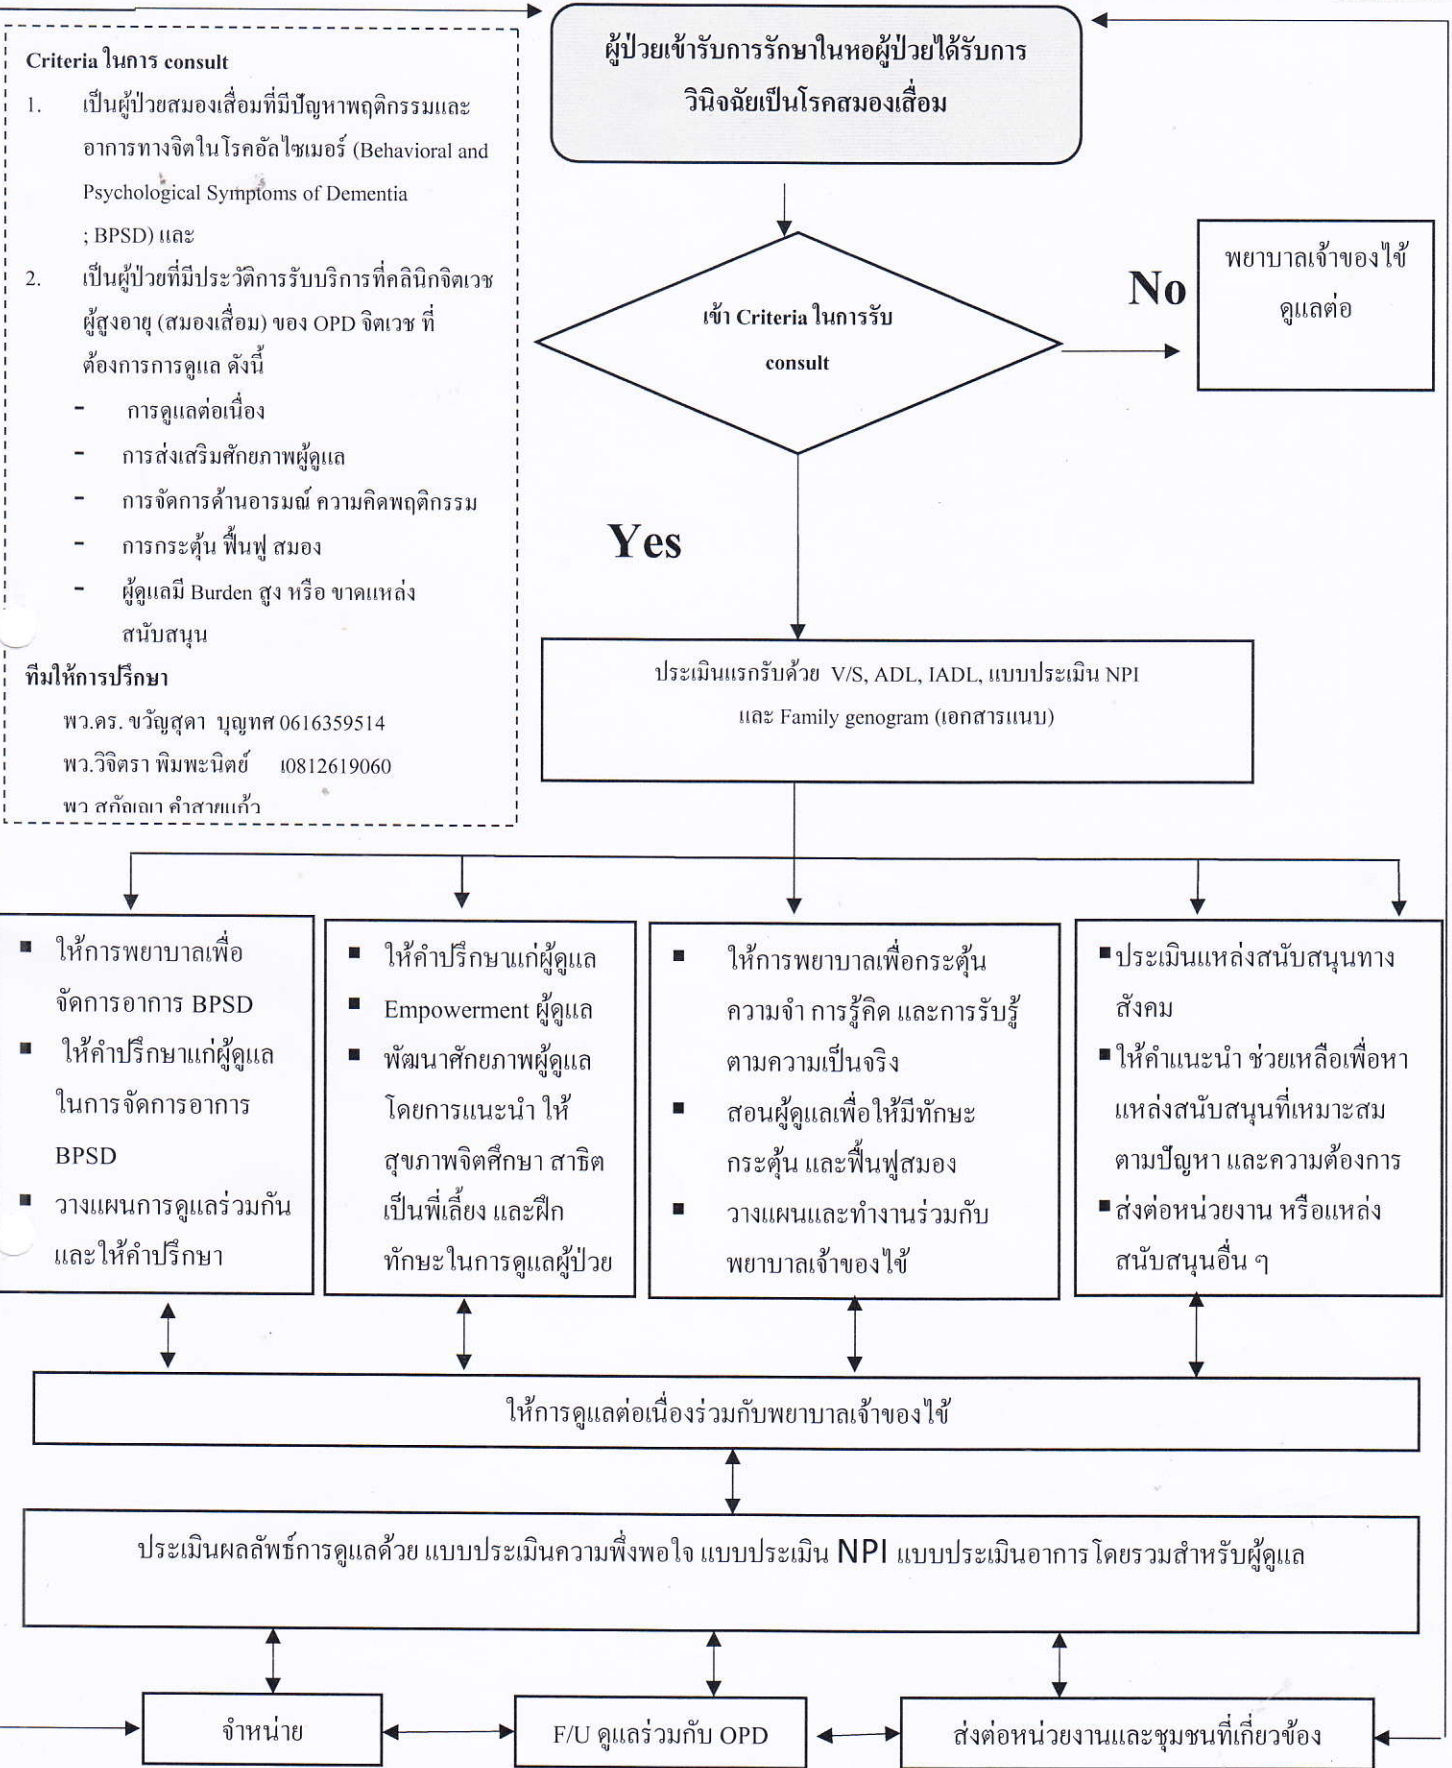 Criteria ในการ consult
1. เป็นผู้ป่วยสมองเสื่อมที่มีปัญหาพฤติกรรมและ
อาการทางจิตในโรคอัลไซเมอร์ (Behavioral and
Psychological Symptoms of Dementia
; BPSD) และ
2. เป็นผู้ป่วยที่มีประวัติการรับบริการที่คลินิกจิตเวช
ผู้สูงอายุ (สมองเสื่อม) ของ OPD จิตเวช ที่
ต้องการการดูแล ดังนี้
- การดูแลต่อเนื่อง
- การส่งเสริมศักยภาพผู้ดูแล
- การจัดการด้านอารมณ์ ความคิดพฤติกรรม
- การกระตุ้น ฟื้นฟู สมอง
- ผู้ดูแลมี Burden สูง หรือ ขาดแหล่ง
สนับสนุน
ทีมให้การปรึกษา
พว.ดร. ขวัญสุดา บุญทศ 0616359514
พว.วิจิตรา พิมพะนิตย์ 0812619060
ผู้ป่วยเข้ารับการรักษาในหอผู้ป่วยได้รับการ
วินิจฉัยเป็นโรคสมองเสื่อม
เข้า Criteria ในการรับ
consult
No
พยาบาลเจ้าของไข้
ดูแลต่อ
Yes
ประเมินแรกรับด้วย V/S, ADL, IADL, แบบประเมิน NPI
และ Family genogram (เอกสารแนบ)
▪ ให้การพยาบาลเพื่อ
จัดการอาการ BPSD
▪ ให้คำปรึกษาแก่ผู้ดูแล
ในการจัดการอาการ
BPSD
▪ วางแผนการดูแลร่วมกัน
และให้คำปรึกษา
▪ ให้คำปรึกษาแก่ผู้ดูแล
▪ Empowerment ผู้ดูแล
▪ พัฒนาศักยภาพผู้ดูแล
โดยการแนะนำ ให้
สุขภาพจิตศึกษา สาธิต
เป็นพี่เลี้ยง และฝึก
ทักษะในการดูแลผู้ป่วย
▪ ให้การพยาบาลเพื่อกระตุ้น
ความจำ การรู้คิด และการรับรู้
ตามความเป็นจริง
▪ สอนผู้ดูแลเพื่อให้มีทักษะ
กระตุ้น และฟื้นฟูสมอง
▪ วางแผนและทำงานร่วมกับ
พยาบาลเจ้าของไข้
▪ ประเมินแหล่งสนับสนุนทาง
สังคม
▪ ให้คำแนะนำ ช่วยเหลือเพื่อหา
แหล่งสนับสนุนที่เหมาะสม
ตามปัญหา และความต้องการ
▪ ส่งต่อหน่วยงาน หรือแหล่ง
สนับสนุนอื่น ๆ
ให้การดูแลต่อเนื่องร่วมกับพยาบาลเจ้าของไข้
ประเมินผลลัพธ์การดูแลด้วย แบบประเมินความพึ่งพอใจ แบบประเมิน NPI แบบประเมินอาการโดยรวมสำหรับผู้ดูแล
จำหน่าย
F/U ดูแลร่วมกับ OPD
ส่งต่อหน่วยงานและชุมชนที่เกี่ยวข้อง